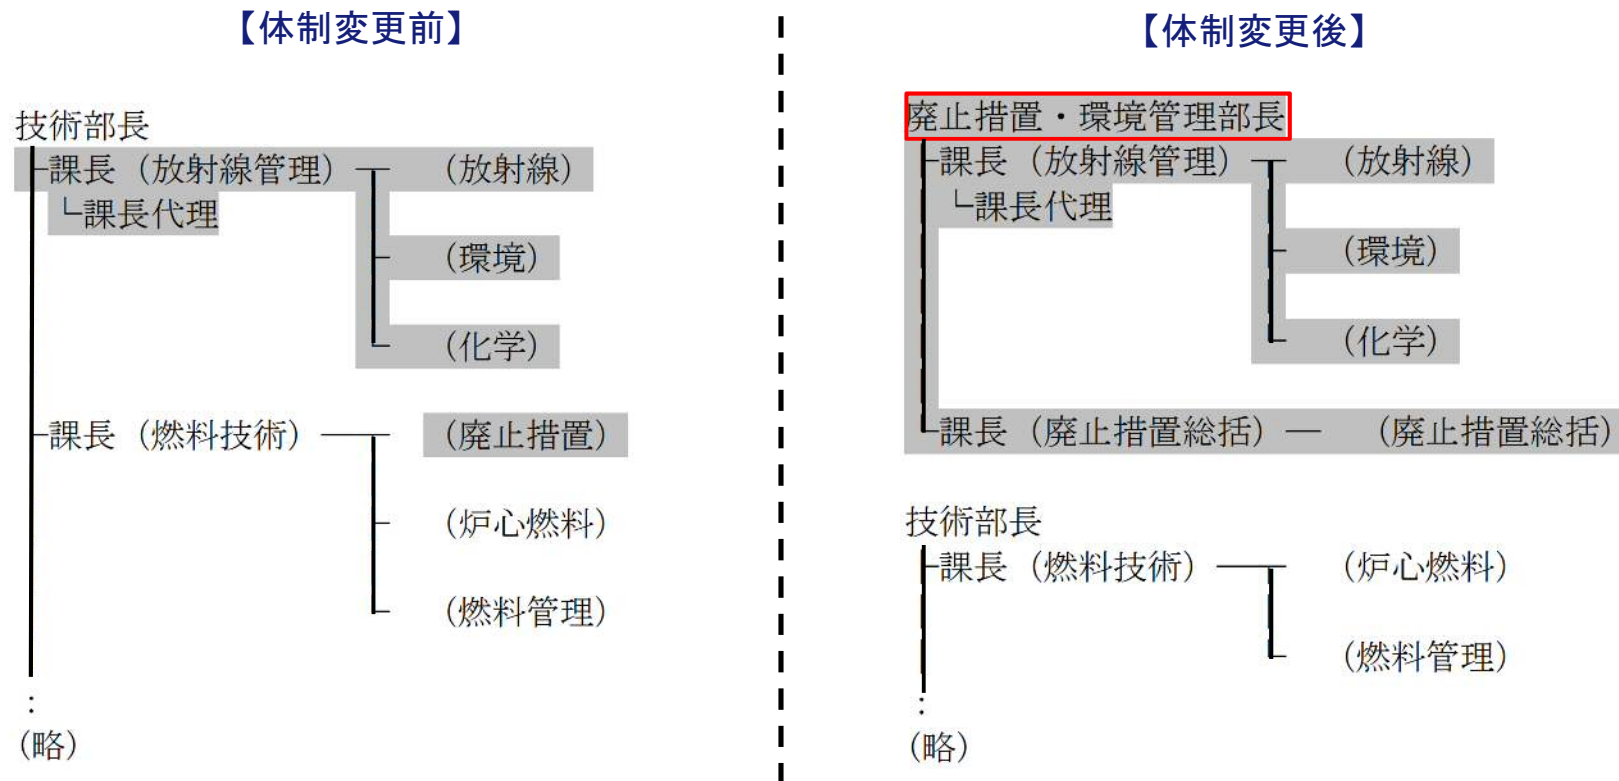 【体制変更前】
技術部長
課長（放射線管理）　（放射線）
└課長代理
（環境）
（化学）
課長（燃料技術）　（廃止措置）
（炉心燃料）
（燃料管理）
：
（略）
【体制変更後】
廃止措置・環境管理部長
課長（放射線管理）　（放射線）
└課長代理
（環境）
（化学）
課長（廃止措置総括）―　（廃止措置総括）
技術部長
課長（燃料技術）　（炉心燃料）
（燃料管理）
：
（略）